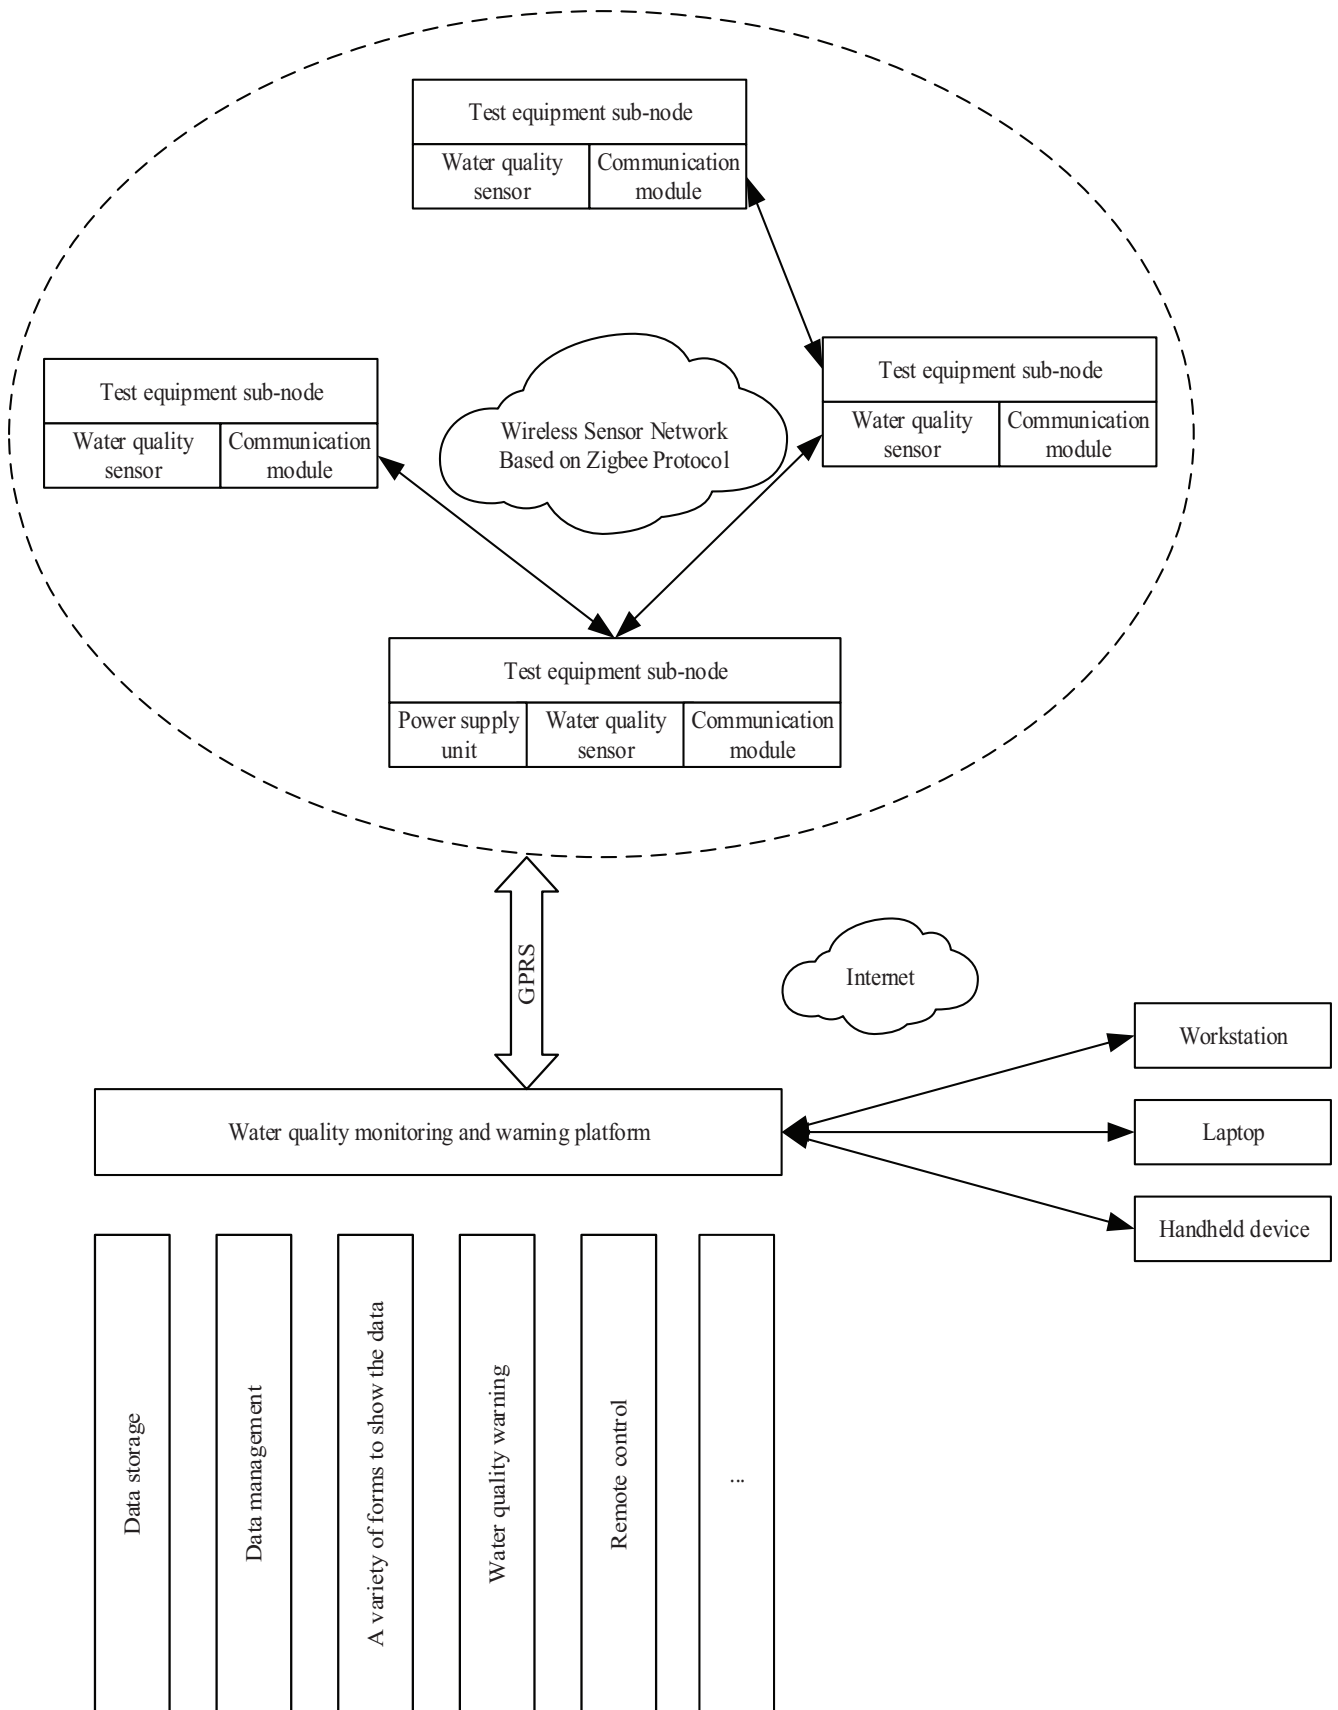 Test equipment sub-node
Water quality
sensor
Communication
module
Test equipment sub-node
Water quality
sensor
Communication
module
Wireless Sensor Network
Based on Zigbee Protocol
Test equipment sub-node
Water quality
sensor
Communication
module
Test equipment sub-node
Power supply
unit
Water quality
sensor
Communication
module
GPRS
Internet
Workstation
Water quality monitoring and warning platform
Laptop
Handheld device
Data storage
Data management
A variety of forms to show the data
Water quality warning
Remote control
...